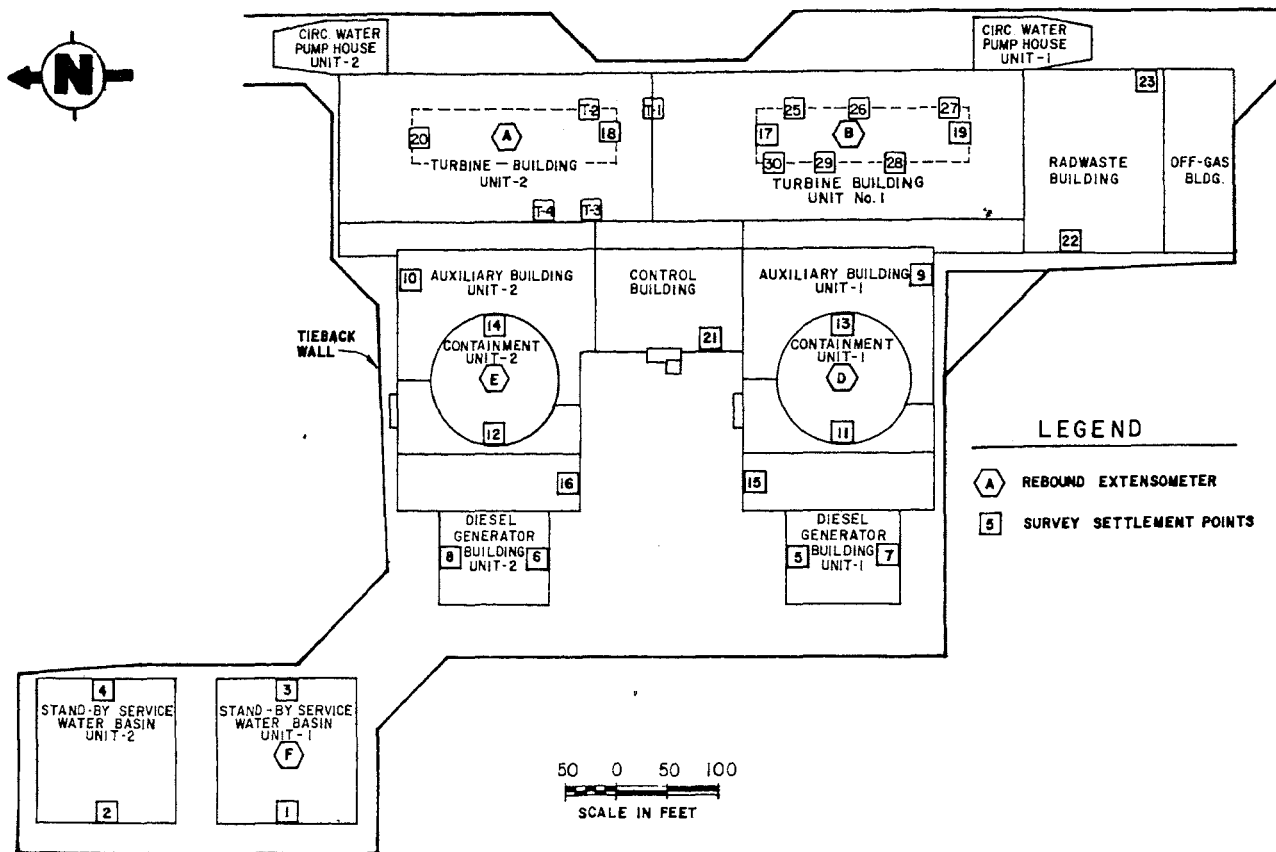 CIRC. WATER
PUMP HOUSE
UNIT-2
CIRC. WATER
PUMP HOUSE
UNIT-1
N
23
T-2
T-1
25
26
27
20
A
18
17
B
19
TURBINE BUILDING
UNIT-2
30
29
28
TURBINE BUILDING
UNIT No. 1
RADWASTE
BUILDING
OFF-GAS
BLDG.
T-4
T-3
22
10
AUXILIARY BUILDING
UNIT-2
CONTROL
BUILDING
AUXILIARY BUILDING
UNIT-1
9
14
CONTAINMENT
UNIT-2
E
12
21
13
CONTAINMENT
UNIT-1
D
11
TIEBACK
WALL
16
15
DIESEL
GENERATOR
BUILDING
UNIT-2
8
6
DIESEL
GENERATOR
BUILDING
UNIT-1
5
7
LEGEND
A REBOUND EXTENSOMETER
5 SURVEY SETTLEMENT POINTS
4
STAND-BY SERVICE
WATER BASIN
UNIT-2
2
3
STAND-BY SERVICE
WATER BASIN
UNIT-1
F
1
50 0 50 100
SCALE IN FEET